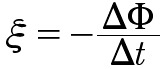 ξ = − ΔΦ / Δt